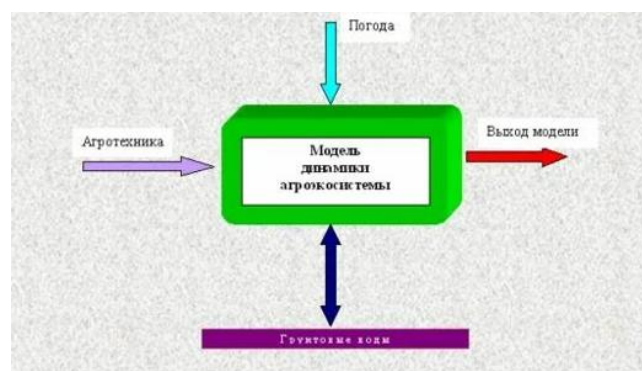 Погода
Агротехника
Выход модели
Модель
динамики
агроэкосистемы
Грунтовые воды